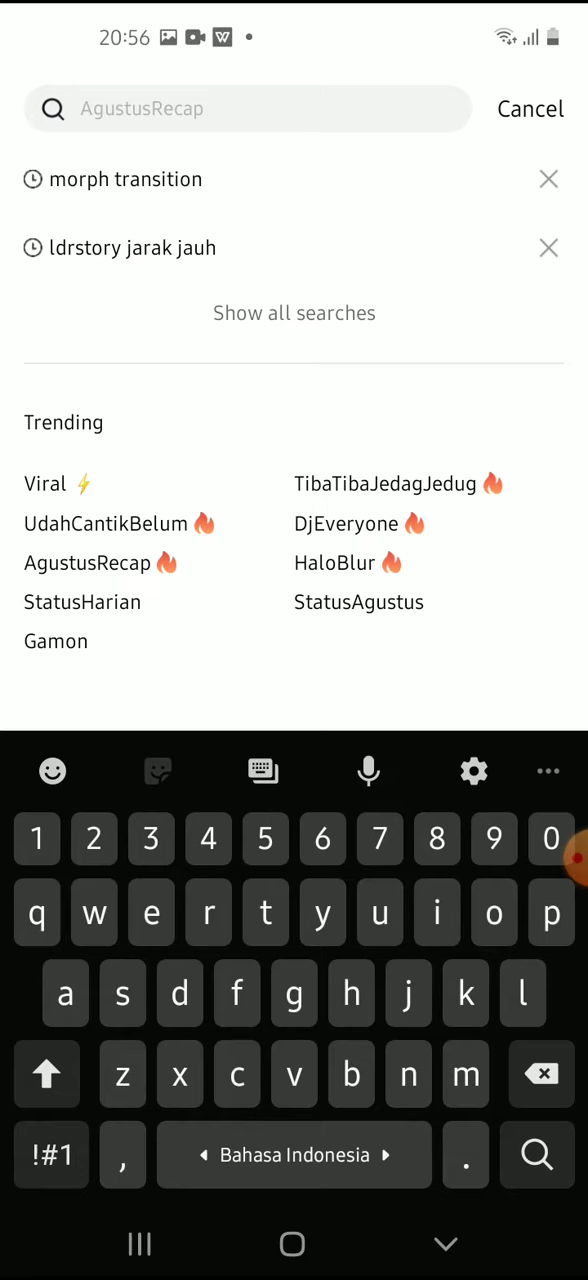 20:56
AgustusRecap Cancel
morph transition
ldrstory jarak jauh
Show all searches
Trending
Viral ⚡ TibaTibaJedagJedug 🔥
UdahCantikBelum 🔥 DjEveryone 🔥
AgustusRecap 🔥 HaloBlur 🔥
StatusHarian StatusAgustus
Gamon
1 2 3 4 5 6 7 8 9 0
q w e r t y u i o p
a s d f g h j k l
z x c v b n m
!#1 , Bahasa Indonesia .